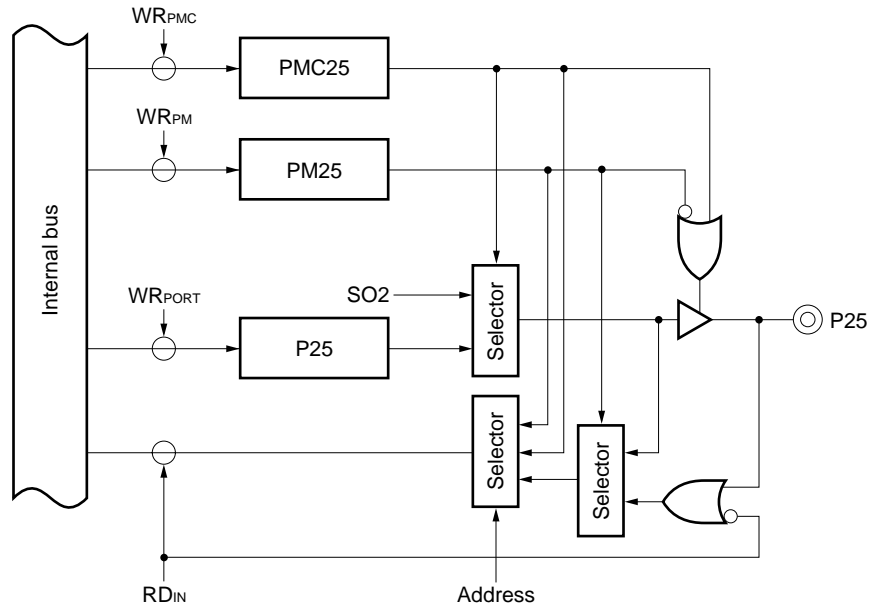 WRPMC
PMC25
WRPM
PM25
Internal bus
WRPORT
SO2
P25
Selector
P25
Selector
Selector
RDIN
Address